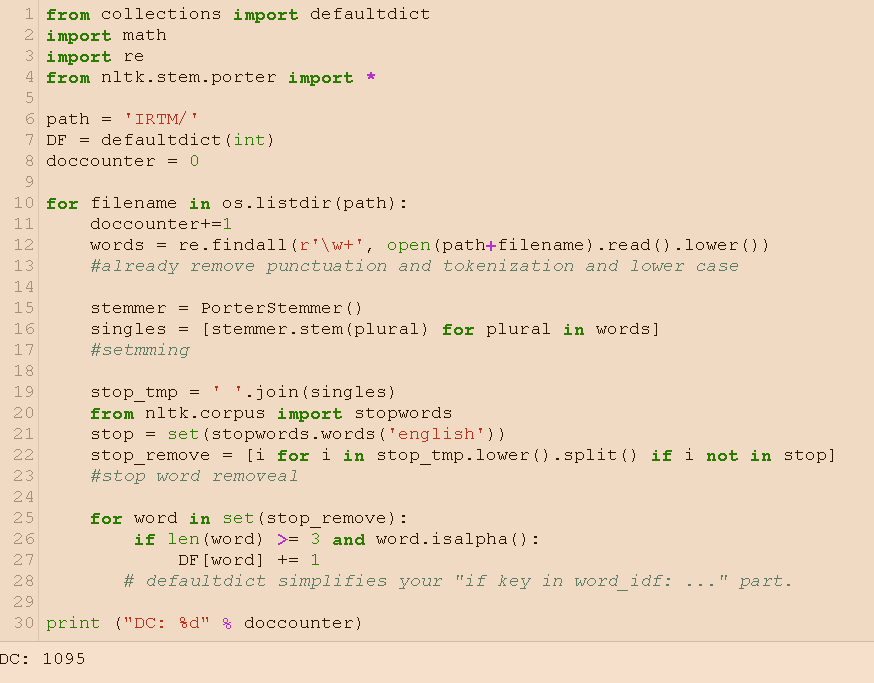 1 from collections import defaultdict
2 import math
3 import re
4 from nltk.stem.porter import *
5
6 path = 'IRTM/'
7 DF = defaultdict(int)
8 doccounter = 0
9
10 for filename in os.listdir(path):
11     doccounter+=1
12     words = re.findall(r'\w+', open(path+filename).read().lower())
13     #already remove punctuation and tokenization and lower case
14
15     stemmer = PorterStemmer()
16     singles = [stemmer.stem(plural) for plural in words]
17     #setmming
18
19     stop_tmp = ' '.join(singles)
20     from nltk.corpus import stopwords
21     stop = set(stopwords.words('english'))
22     stop_remove = [i for i in stop_tmp.lower().split() if i not in stop]
23     #stop word removeal
24
25     for word in set(stop_remove):
26         if len(word) >= 3 and word.isalpha():
27             DF[word] += 1
28        # defaultdict simplifies your "if key in word_idf: ..." part.
29
30 print ("DC: %d" % doccounter)
DC: 1095